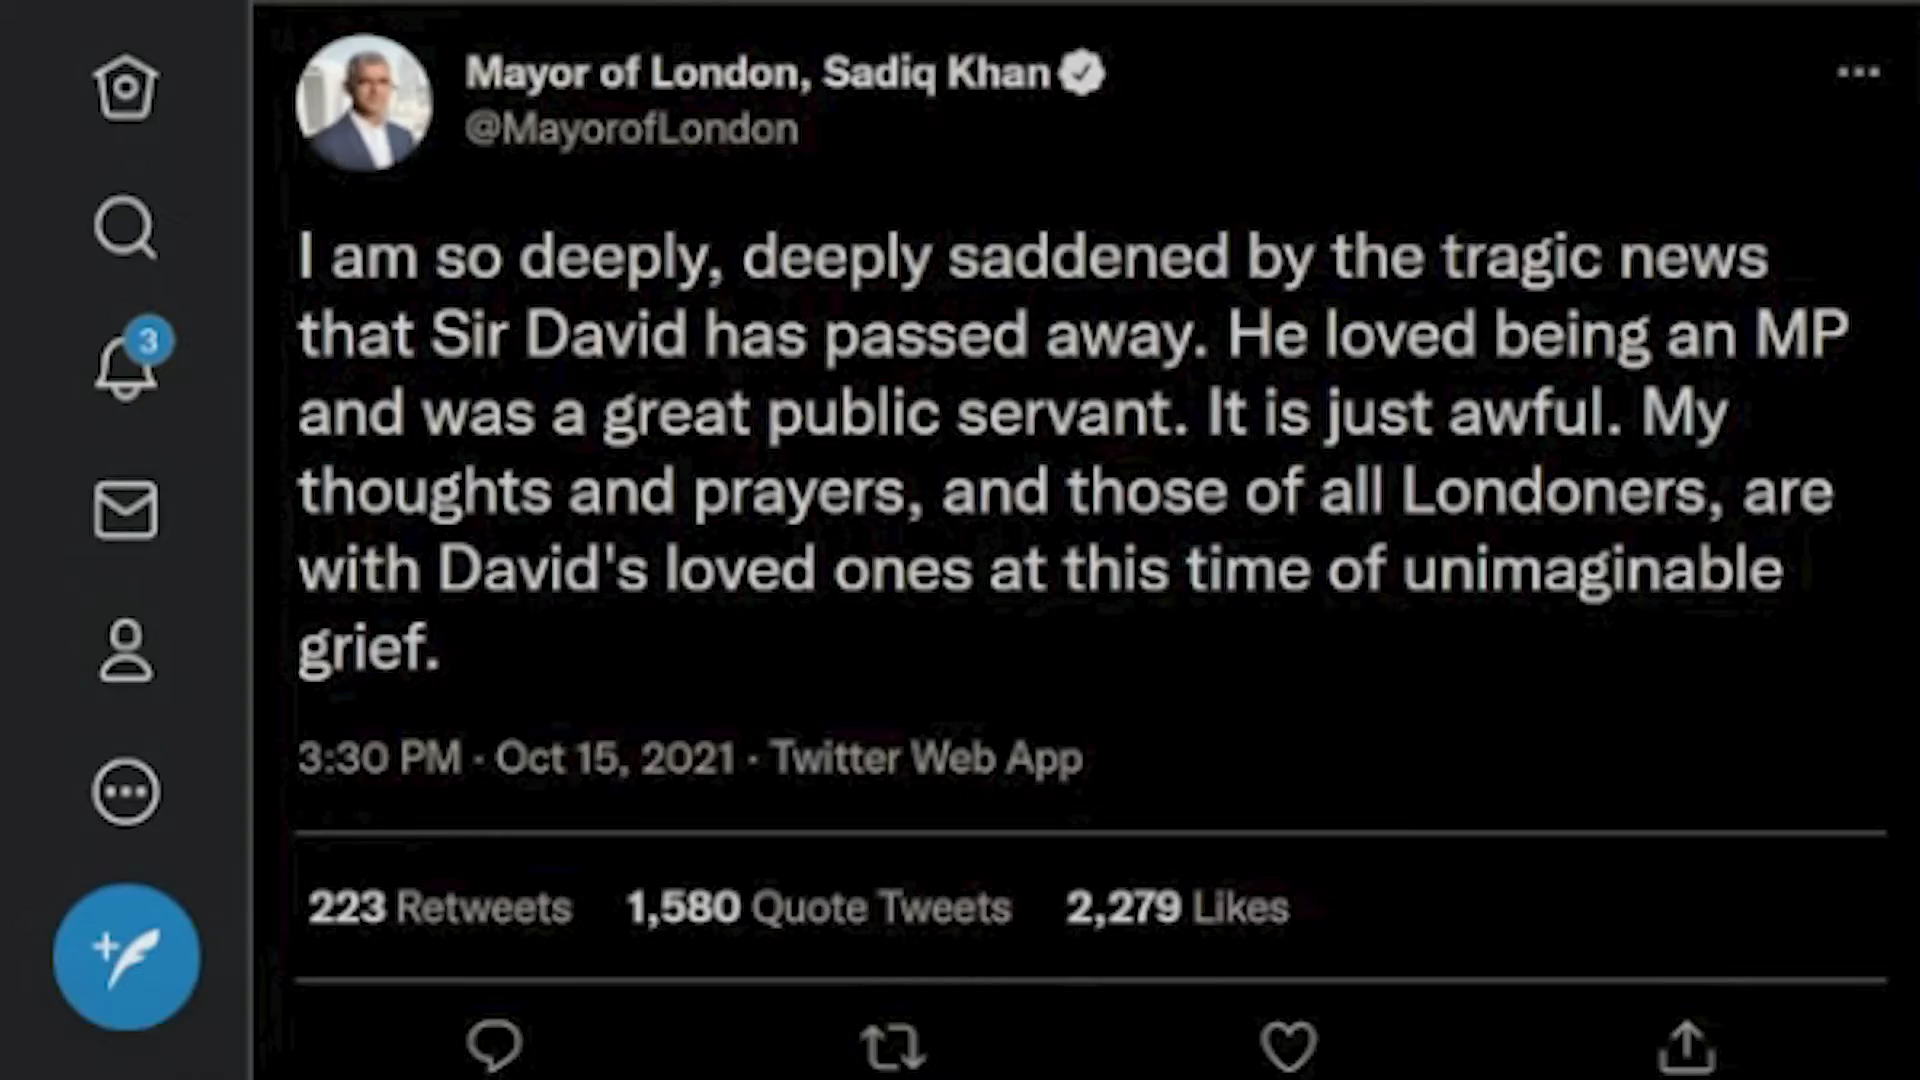 Mayor of London, Sadiq Khan
@MayorofLondon
3
I am so deeply, deeply saddened by the tragic news
that Sir David has passed away. He loved being an MP
and was a great public servant. It is just awful. My
thoughts and prayers, and those of all Londoners, are
with David's loved ones at this time of unimaginable
grief.
3:30 PM · Oct 15, 2021 · Twitter Web App
223 Retweets 1,580 Quote Tweets 2,279 Likes